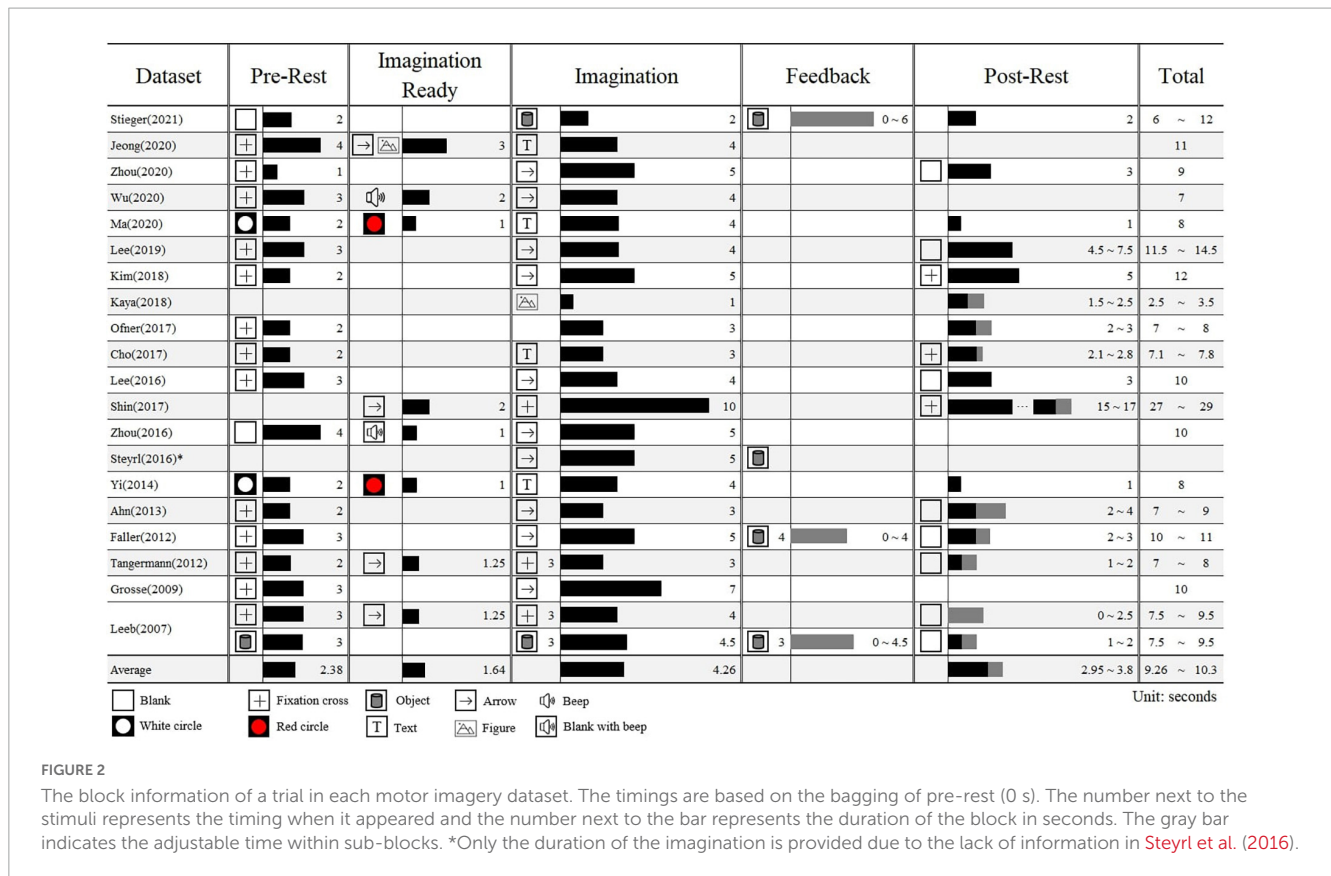 Dataset Pre-Rest Imagination Ready Imagination Feedback Post-Rest Total
Stieger(2021) 2 2 0 ~ 6 2 6 ~ 12
Jeong(2020) 4 3 T 4 11
Zhou(2020) 1 5 3 9
Wu(2020) 3 2 4 7
Ma(2020) 2 1 T 4 1 8
Lee(2019) 3 4 4.5 ~ 7.5 11.5 ~ 14.5
Kim(2018) 2 5 5 12
Kaya(2018) 1 1.5 ~ 2.5 2.5 ~ 3.5
Ofner(2017) 2 3 2 ~ 3 7 ~ 8
Cho(2017) 2 T 3 2.1 ~ 2.8 7.1 ~ 7.8
Lee(2016) 3 4 3 10
Shin(2017) 2 10 ... 15 ~ 17 27 ~ 29
Zhou(2016) 4 1 5 10
Steyrl(2016)* 5
Yi(2014) 2 1 T 4 1 8
Ahn(2013) 2 3 2 ~ 4 7 ~ 9
Faller(2012) 3 5 4 0 ~ 4 2 ~ 3 10 ~ 11
Tangermann(2012) 2 1.25 3 3 1 ~ 2 7 ~ 8
Grosse(2009) 3 7 10
Leeb(2007) 3 1.25 3 4 0 ~ 2.5 7.5 ~ 9.5
3 3 4.5 3 0 ~ 4.5 1 ~ 2 7.5 ~ 9.5
Average 2.38 1.64 4.26 2.95 ~ 3.8 9.26 ~ 10.3
Blank Fixation cross Object Arrow Beep Unit: seconds
White circle Red circle T Text Figure Blank with beep
FIGURE 2
The block information of a trial in each motor imagery dataset. The timings are based on the bagging of pre-rest (0 s). The number next to the
stimuli represents the timing when it appeared and the number next to the bar represents the duration of the block in seconds. The gray bar
indicates the adjustable time within sub-blocks. *Only the duration of the imagination is provided due to the lack of information in Steyrl et al. (2016).